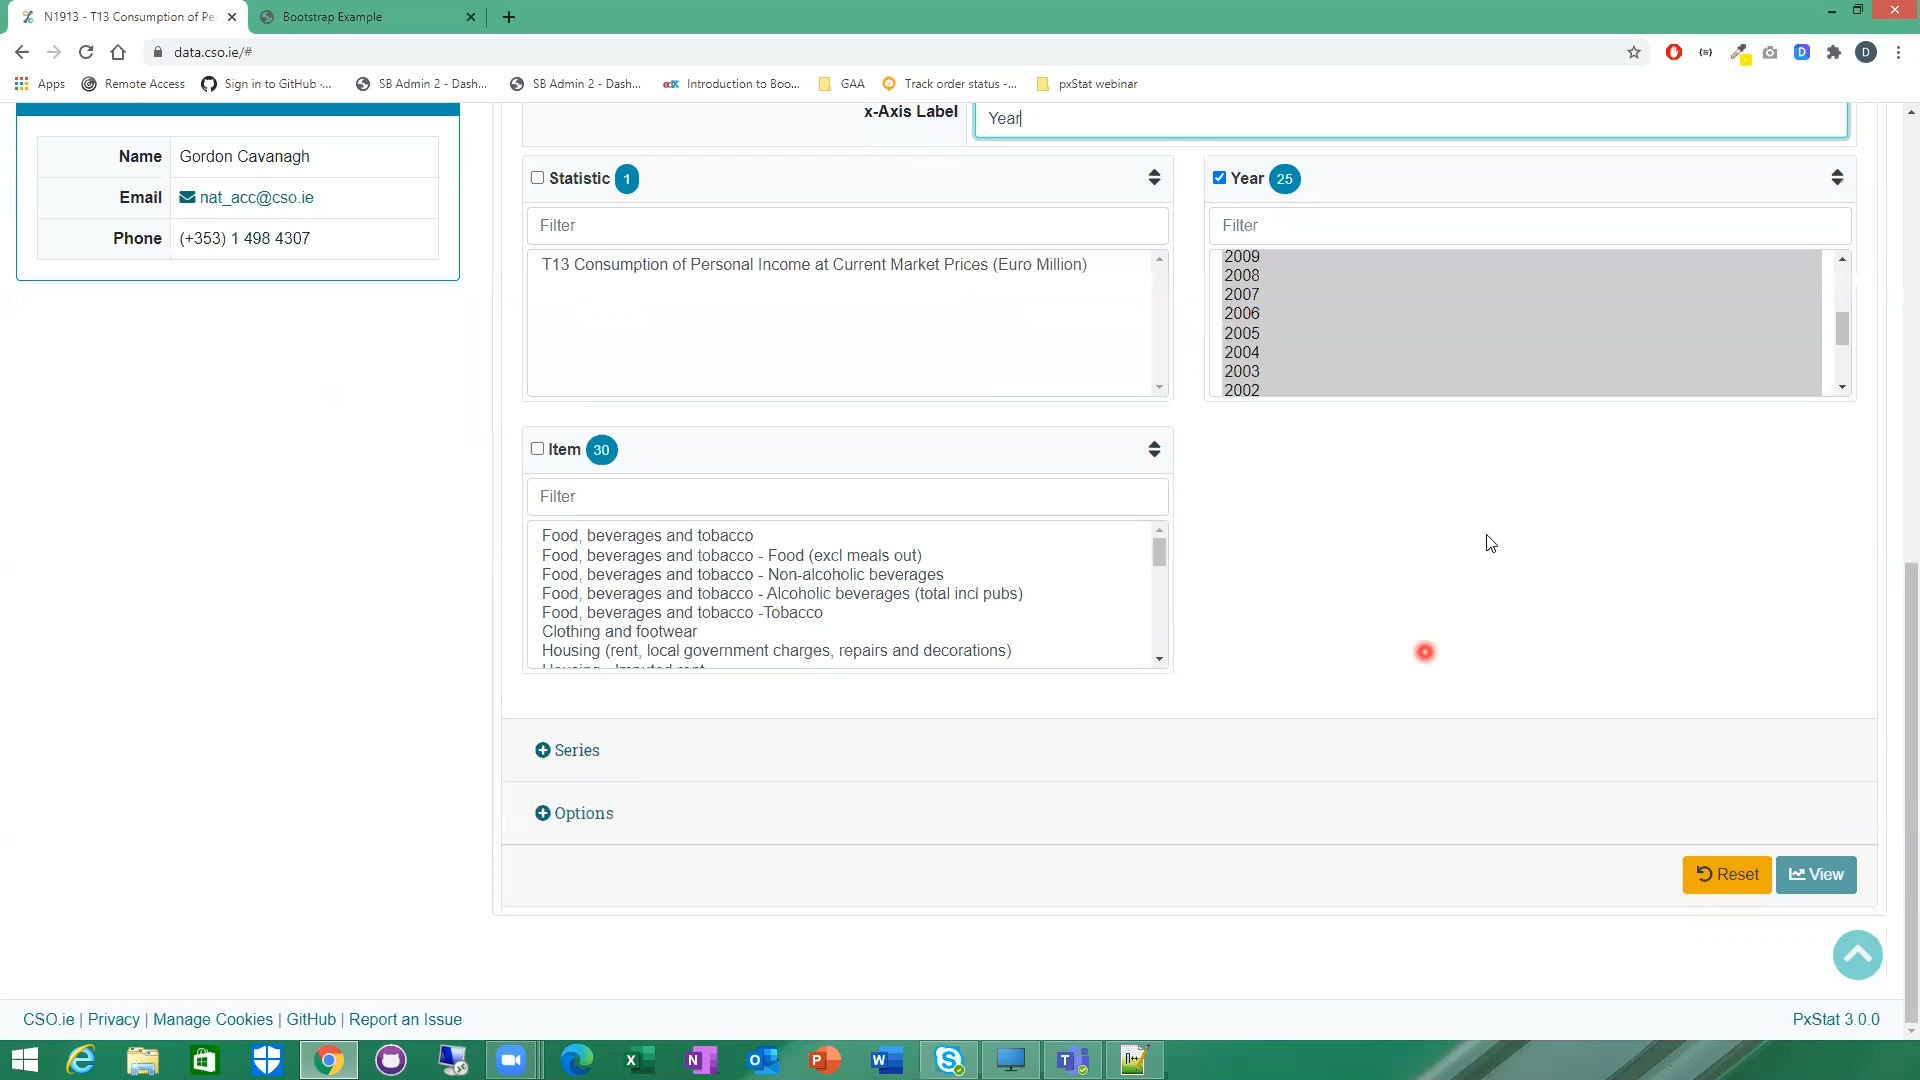 N1913 - T13 Consumption of Pe
Bootstrap Example
data.cso.ie/#
Apps
Remote Access
Sign in to GitHub ·...
SB Admin 2 - Dash...
SB Admin 2 - Dash...
Introduction to Boo...
GAA
Track order status -...
pxStat webinar
x-Axis Label
Year
Name
Gordon Cavanagh
Email
nat_acc@cso.ie
Phone
(+353) 1 498 4307
Statistic 1
Filter
T13 Consumption of Personal Income at Current Market Prices (Euro Million)
Year 25
Filter
2009
2008
2007
2006
2005
2004
2003
2002
Item 30
Filter
Food, beverages and tobacco
Food, beverages and tobacco - Food (excl meals out)
Food, beverages and tobacco - Non-alcoholic beverages
Food, beverages and tobacco - Alcoholic beverages (total incl pubs)
Food, beverages and tobacco -Tobacco
Clothing and footwear
Housing (rent, local government charges, repairs and decorations)
Housing - Imputed rent
Series
Options
Reset
View
CSO.ie | Privacy | Manage Cookies | GitHub | Report an Issue
PxStat 3.0.0